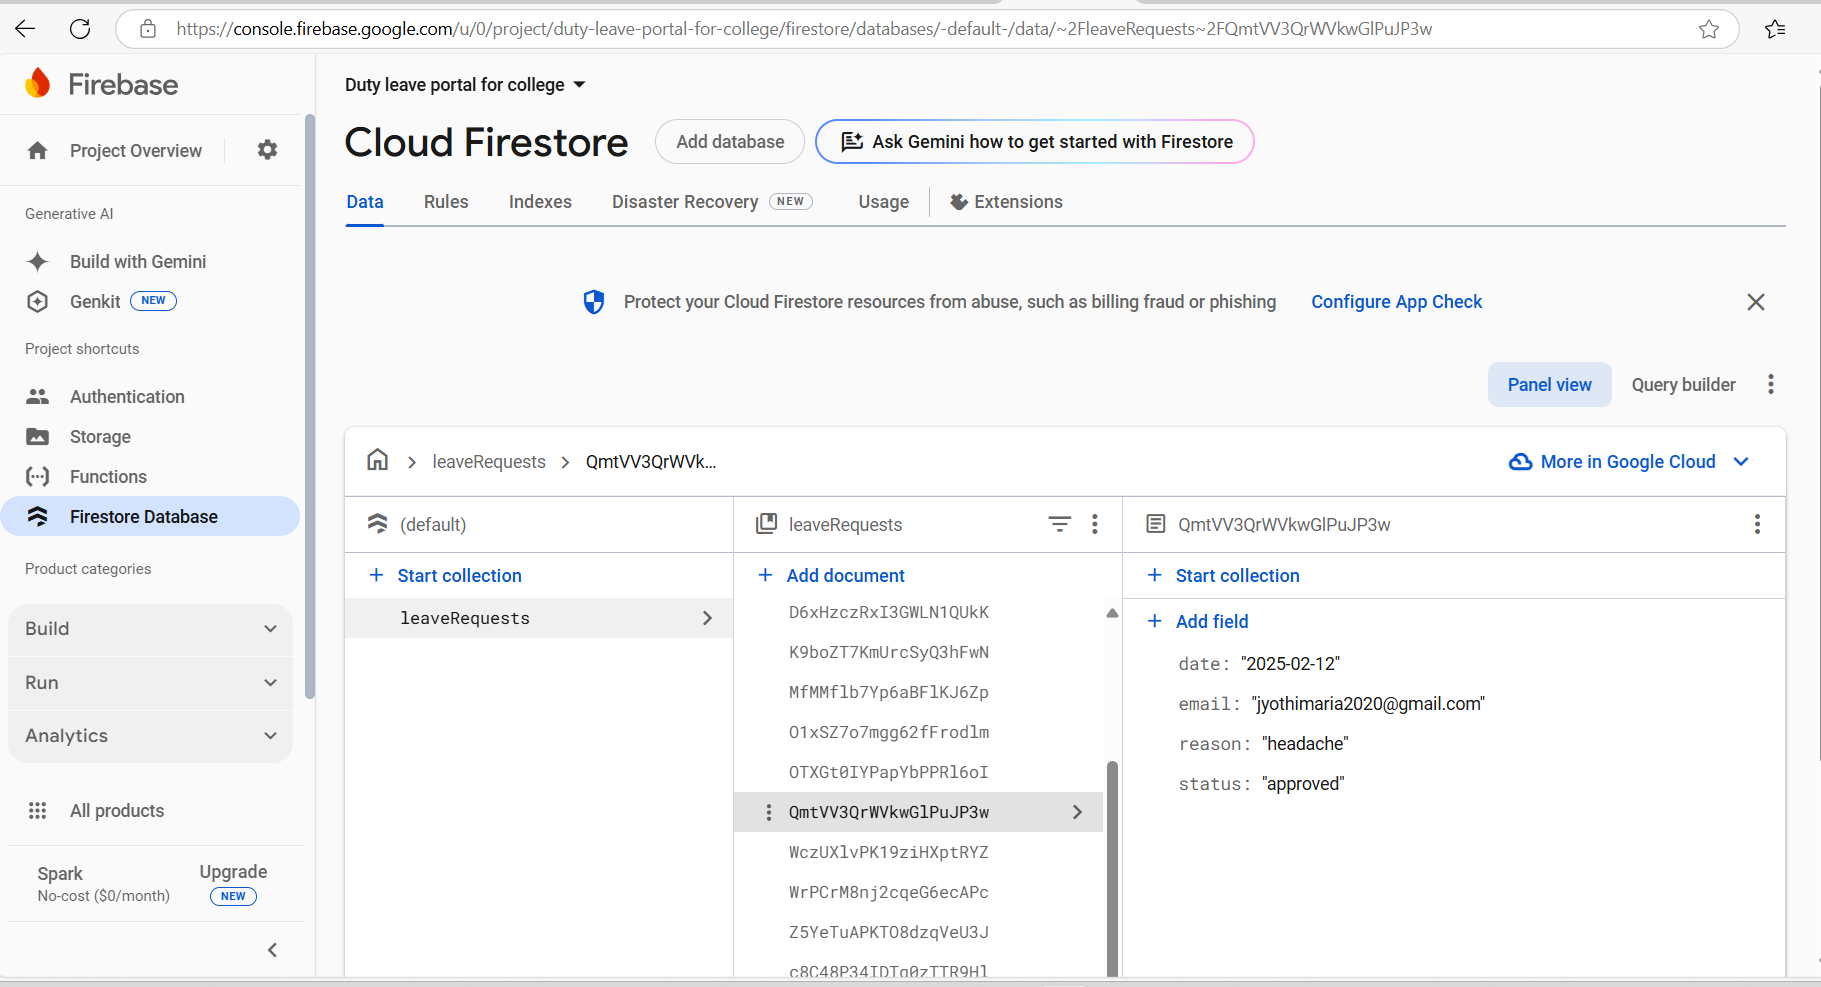 https://console.firebase.google.com/u/0/project/duty-leave-portal-for-college/firestore/databases/-default-/data/~2FleaveRequests~2FQmtVV3QrWVkwGlPuJP3w
Firebase
Project Overview
Generative AI
Build with Gemini
Genkit NEW
Project shortcuts
Authentication
Storage
Functions
Firestore Database
Product categories
Build
Run
Analytics
All products
Spark
No-cost ($0/month)
Upgrade
NEW
Duty leave portal for college
Cloud Firestore
Add database
Ask Gemini how to get started with Firestore
Data Rules Indexes Disaster Recovery NEW Usage Extensions
Protect your Cloud Firestore resources from abuse, such as billing fraud or phishing Configure App Check
Panel view Query builder
leaveRequests QmtVV3QrWVk...
More in Google Cloud
(default)
Start collection
leaveRequests
leaveRequests
Add document
D6xHzczRxI3GWLN1QUkK
K9boZT7KmUrcSyQ3hFwN
MfMMflb7Yp6aBFlKJ6Zp
O1xSZ7o7mgg62fFrodlm
OTXGt0IYPapYbPPRl6oI
QmtVV3QrWVkwGlPuJP3w
WczUXlvPK19ziHXptRYZ
WrPCrM8nj2cqeG6ecAPc
Z5YeTuAPKTO8dzqVeU3J
c8C48P34IDTq0zTTR9Hl
QmtVV3QrWVkwGlPuJP3w
Start collection
Add field
date: "2025-02-12"
email: "jyothimaria2020@gmail.com"
reason: "headache"
status: "approved"